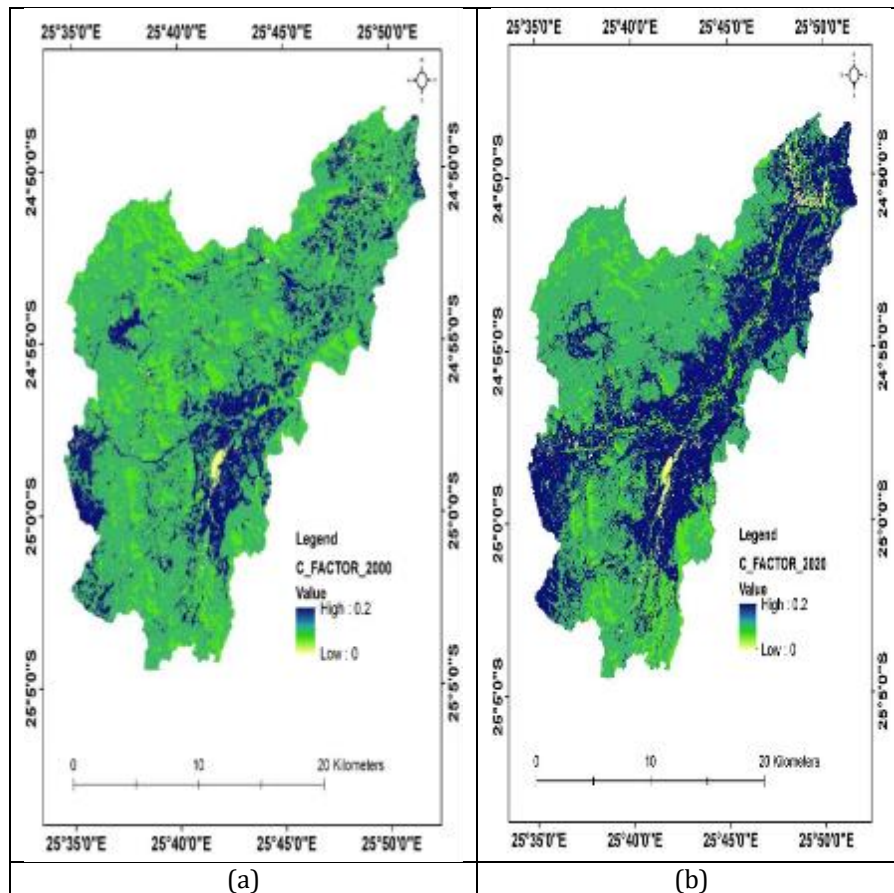 25°35'0"E 25°40'0"E 25°45'0"E 25°50'0"E
24°50'0"S 24°50'0"S
24°55'0"S 24°55'0"S
25°0'0"S 25°0'0"S
25°5'0"S 25°5'0"S
Legend
C_FACTOR_2000
Value
High : 0.2
Low : 0
0 10 20 Kilometers
25°35'0"E 25°40'0"E 25°45'0"E 25°50'0"E
(a)
25°35'0"E 25°40'0"E 25°45'0"E 25°50'0"E
24°50'0"S 24°50'0"S
24°55'0"S 24°55'0"S
25°0'0"S 25°0'0"S
25°5'0"S 25°5'0"S
Legend
C_FACTOR_2020
Value
High : 0.2
Low : 0
0 10 20 Kilometers
25°35'0"E 25°40'0"E 25°45'0"E 25°50'0"E
(b)